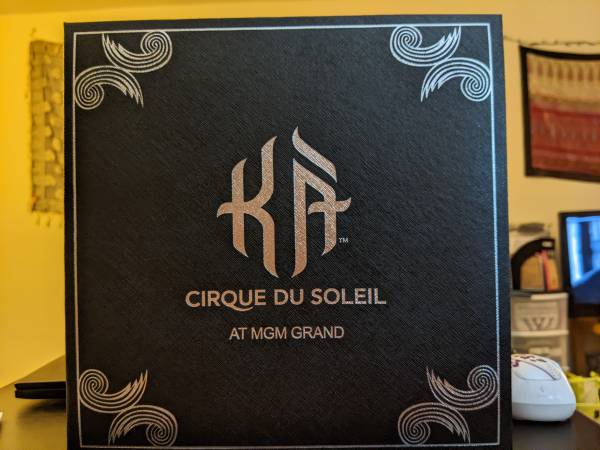 KÀ™
CIRQUE DU SOLEIL
AT MGM GRAND